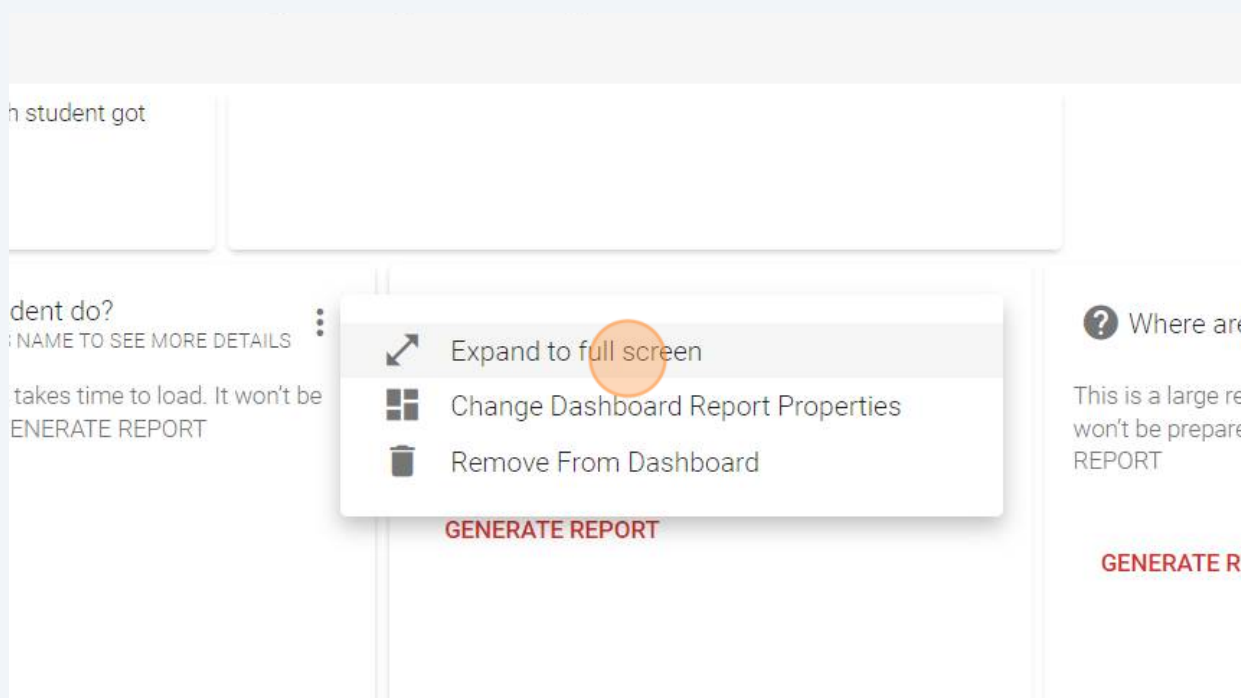 h student got
dent do?
NAME TO SEE MORE DETAILS
takes time to load. It won't be
ENERATE REPORT
Expand to full screen
Change Dashboard Report Properties
Remove From Dashboard
GENERATE REPORT
Where are
This is a large re
won't be prepare
REPORT
GENERATE R